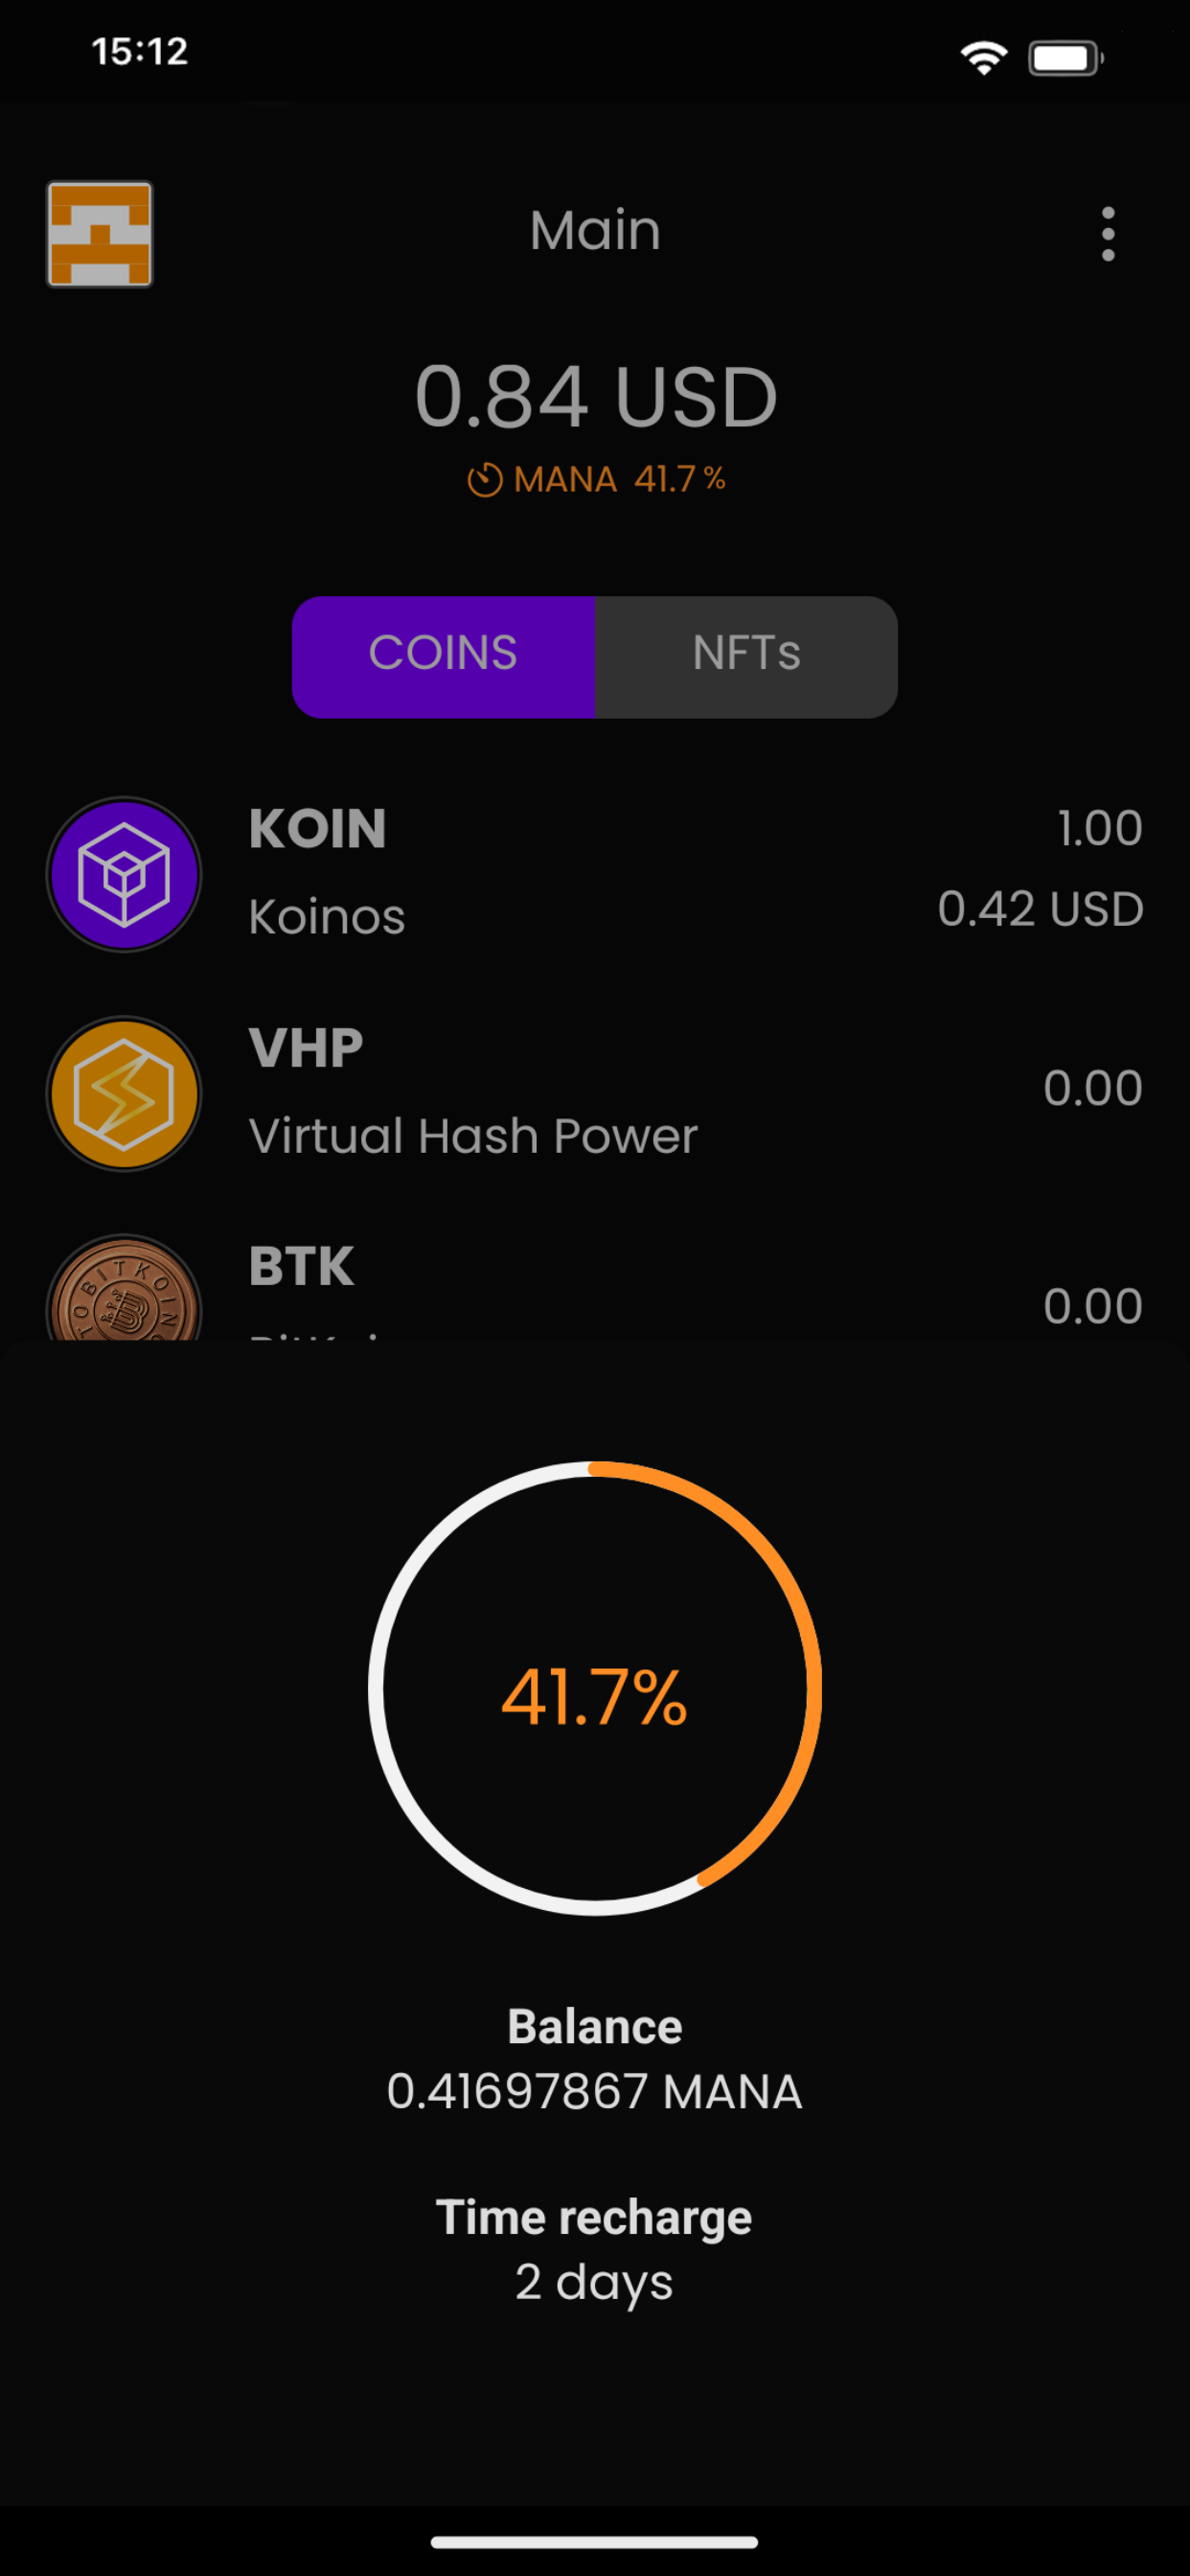 15:12
Main
0.84 USD
MANA 41.7 %
COINS NFTs
KOIN 1.00
Koinos 0.42 USD
VHP
Virtual Hash Power 0.00
BTK 0.00
BITKOIN
41.7%
Balance
0.41697867 MANA
Time recharge
2 days